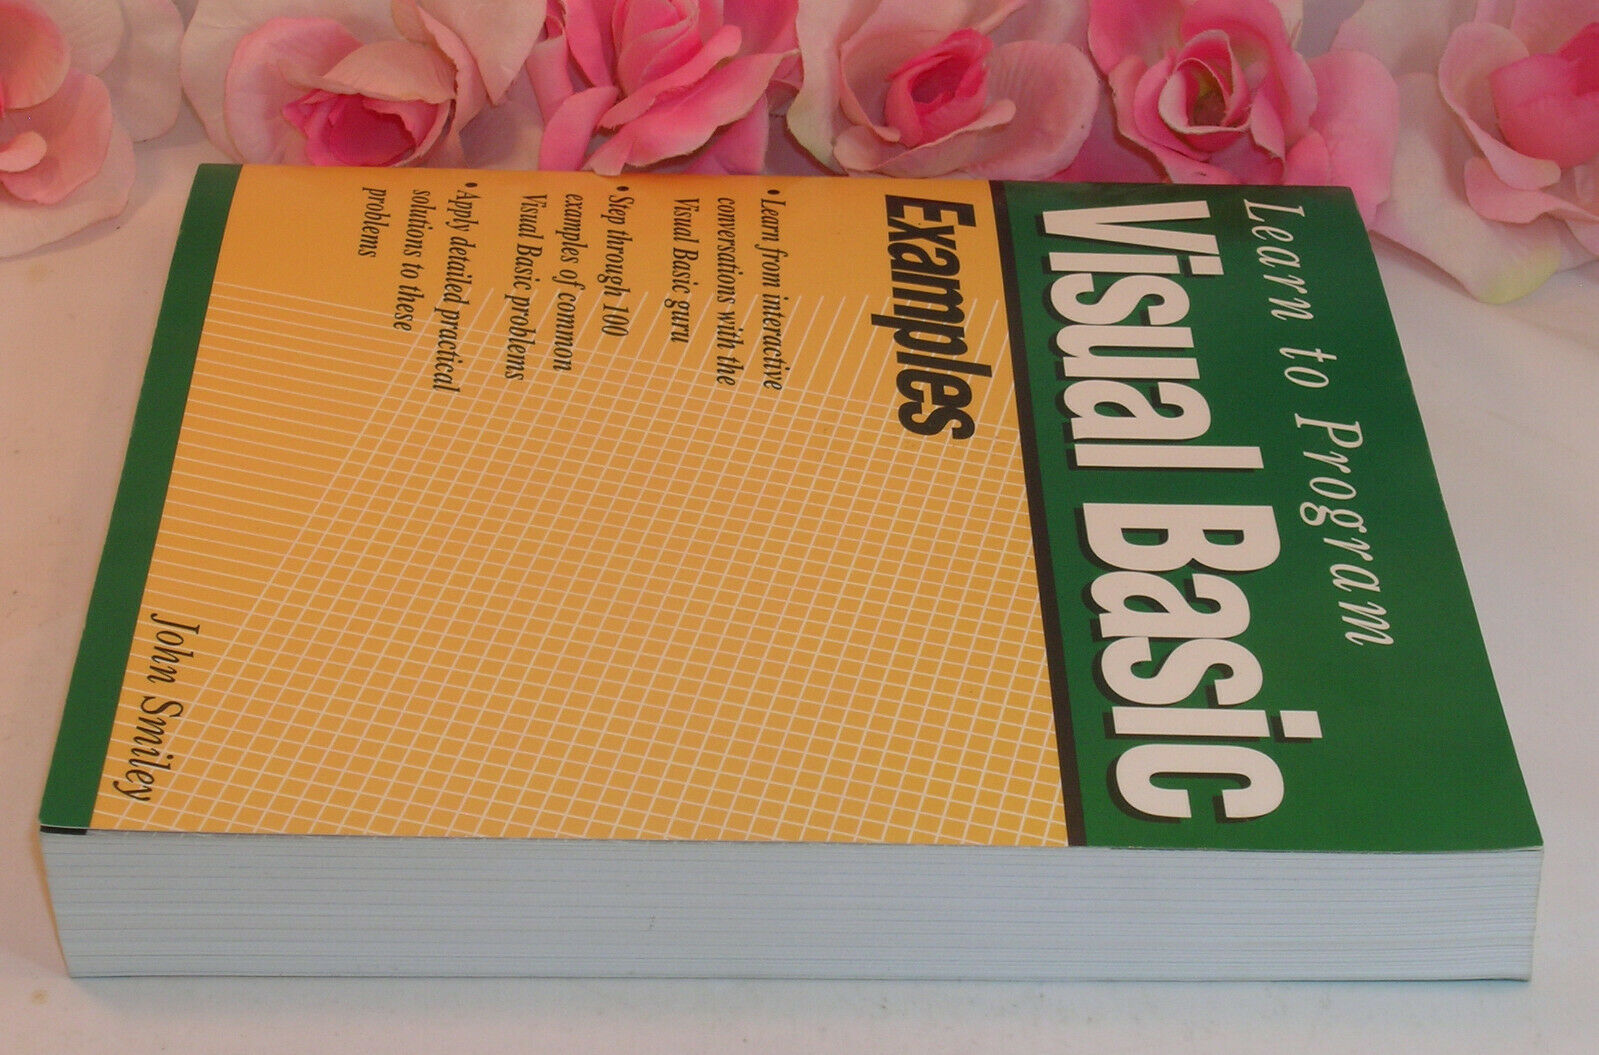 Learn to Program
Visual Basic
Examples
• Learn from interactive
conversations with the
Visual Basic guru
• Step through 100
examples of common
Visual Basic problems
• Apply detailed practical
solutions to these
problems
John Smiley